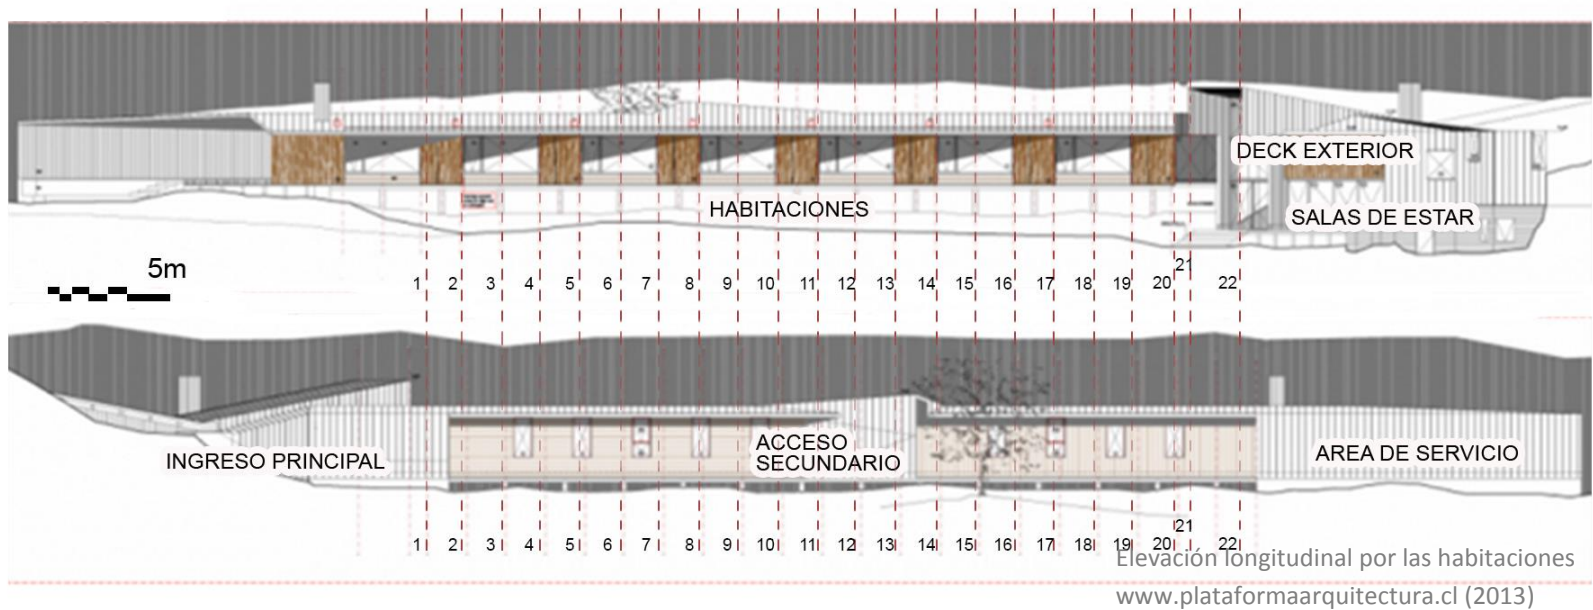 DECK EXTERIOR
HABITACIONES
SALAS DE ESTAR
5m
1 2 3 4 5 6 7 8 9 10 11 12 13 14 15 16 17 18 19 20 21 22
INGRESO PRINCIPAL
ACCESO
SECUNDARIO
AREA DE SERVICIO
1 2 3 4 5 6 7 8 9 10 11 12 13 14 15 16 17 18 19 20 21 22
Elevación longitudinal por las habitaciones
www.plataformaarquitectura.cl (2013)